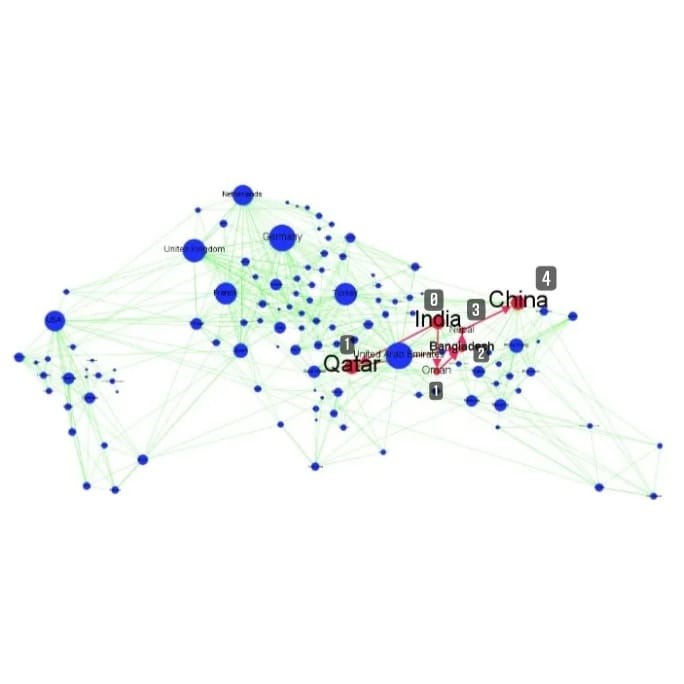 Netherlands
Germany
United Kingdom
France
Turkey
USA
4
China
0
3
India
Nepal
1
Bangladesh
United Arab Emirates
2
Qatar
Oman
1